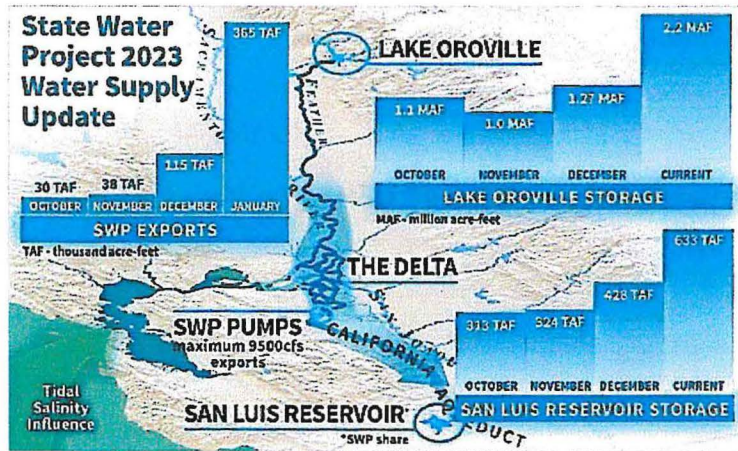 State Water
Project 2023
Water Supply
Update
365 TAF
115 TAF
38 TAF
30 TAF
OCTOBER NOVEMBER DECEMBER JANUARY
SWP EXPORTS
TAF - thousand acre-feet
LAKE OROVILLE
FEATHER
2.2 MAF
1.27 MAF
1.1 MAF
1.0 MAF
OCTOBER NOVEMBER DECEMBER CURRENT
LAKE OROVILLE STORAGE
MAF - million acre-feet
THE DELTA
SWP PUMPS
maximum 9500cfs
exports
CALIFORNIA AQUEDUCT
633 TAF
428 TAF
324 TAF
313 TAF
OCTOBER NOVEMBER DECEMBER CURRENT
SAN LUIS RESERVOIR STORAGE
SAN LUIS RESERVOIR*
*SWP share
Tidal
Salinity
Influence